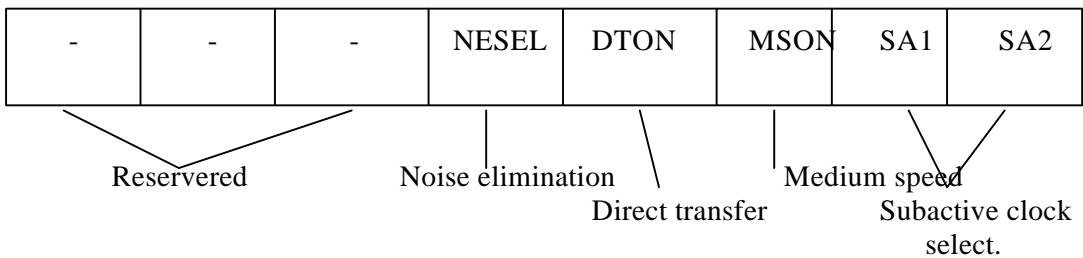 - - - NESEL DTON MSON SA1 SA2
Reservered Noise elimination Medium speed
Direct transfer Subactive clock
select.